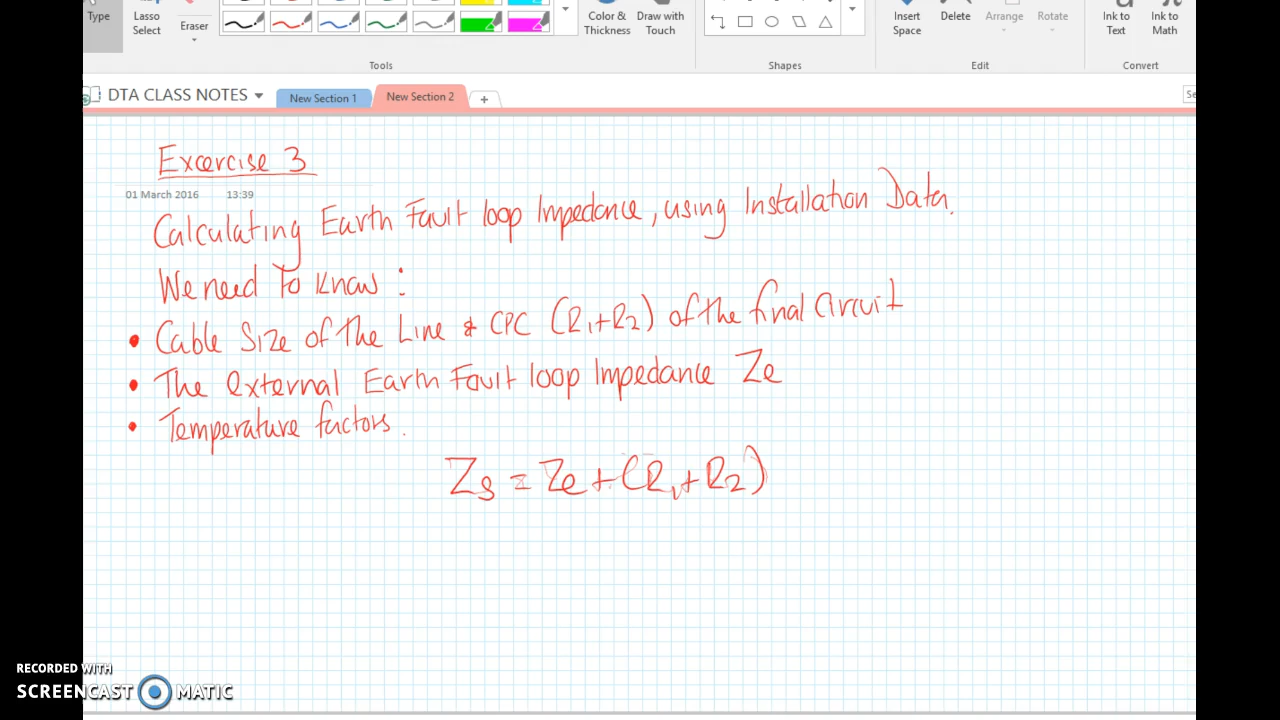 Type
Lasso
Select
Eraser
Color &
Thickness
Draw with
Touch
Insert
Space
Delete
Arrange
Rotate
Ink to
Text
Ink to
Math
Tools
Shapes
Edit
Convert
DTA CLASS NOTES
New Section 1
New Section 2
+
Se
Excercise 3
01 March 2016 13:39
Calculating Earth Fault loop Impedance, using Installation Data.
We need To Know :
• Cable Size of the Line & CPC (R1+R2) of the final Circuit
• The external Earth Fault loop Impedance Ze
• Temperature factors.
Zs = Ze + (R1 + R2)
RECORDED WITH
SCREENCAST MATIC